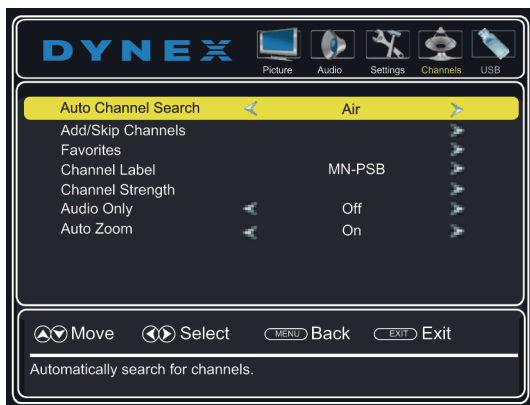 DYNEX
Picture Audio Settings Channels USB
Auto Channel Search Air
Add/Skip Channels
Favorites
Channel Label MN-PSB
Channel Strength
Audio Only Off
Auto Zoom On
Move Select MENU Back EXIT Exit
Automatically search for channels.